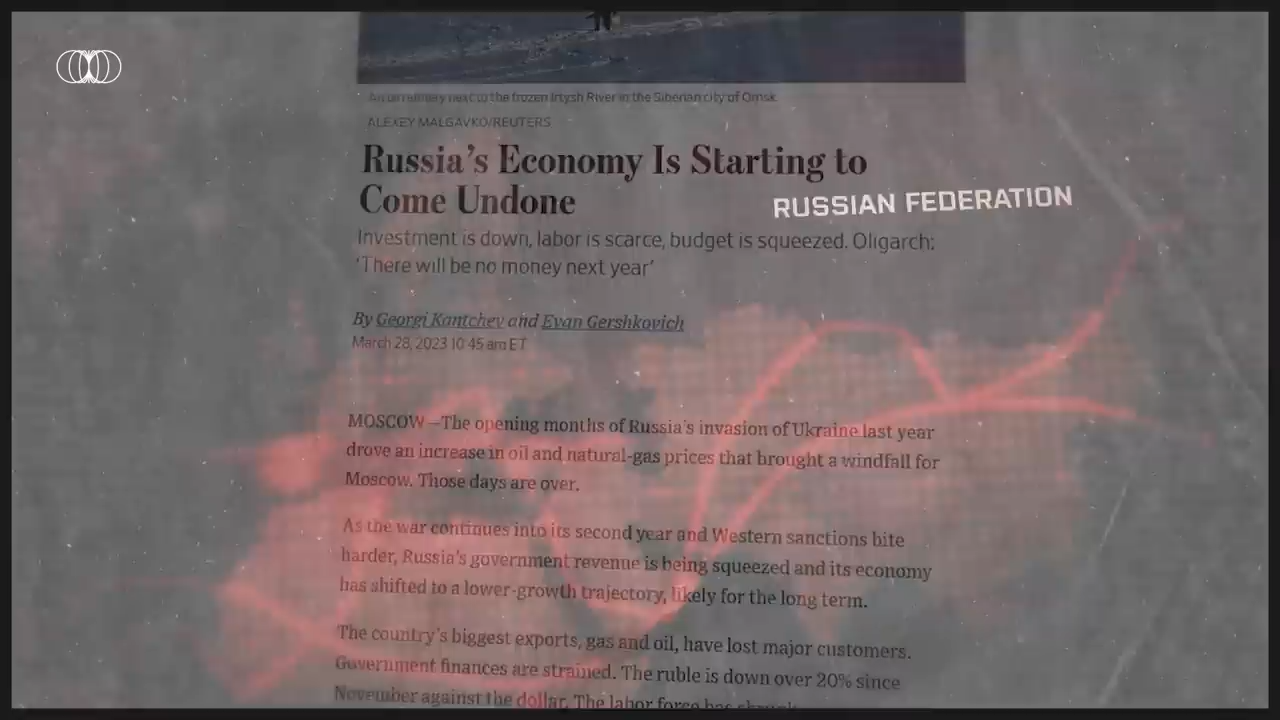 An oil refinery next to the frozen Irtysh River in the Siberian city of Omsk.
ALEXEY MALGAVKO/REUTERS
Russia's Economy Is Starting to
Come Undone
RUSSIAN FEDERATION
Investment is down, labor is scarce, budget is squeezed. Oligarch:
'There will be no money next year'
By Georgi Kantchev and Evan Gershkovich
March 28, 2023 10:45 am ET
MOSCOW—The opening months of Russia's invasion of Ukraine last year
drove an increase in oil and natural-gas prices that brought a windfall for
Moscow. Those days are over.
As the war continues into its second year and Western sanctions bite
harder, Russia's government revenue is being squeezed and its economy
has shifted to a lower-growth trajectory, likely for the long term.
The country's biggest exports, gas and oil, have lost major customers.
Government finances are strained. The ruble is down over 20% since
November against the dollar. The labor force has shrunk